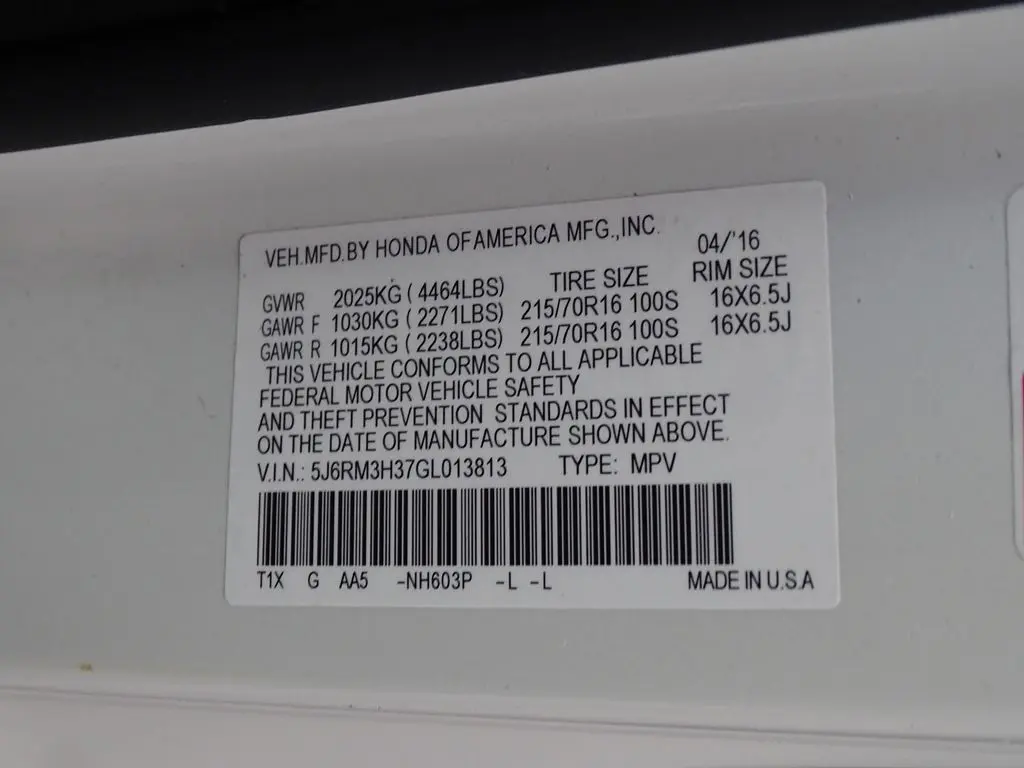 VEH.MFD.BY HONDA OF AMERICA MFG.,INC. 04/'16
GVWR 2025KG ( 4464LBS) TIRE SIZE RIM SIZE
GAWR F 1030KG ( 2271LBS) 215/70R16 100S 16X6.5J
GAWR R 1015KG ( 2238LBS) 215/70R16 100S 16X6.5J
THIS VEHICLE CONFORMS TO ALL APPLICABLE
FEDERAL MOTOR VEHICLE SAFETY
AND THEFT PREVENTION STANDARDS IN EFFECT
ON THE DATE OF MANUFACTURE SHOWN ABOVE.
V.I.N.: 5J6RM3H37GL013813 TYPE: MPV
T1X G AA5 -NH603P -L -L MADE IN U.S.A